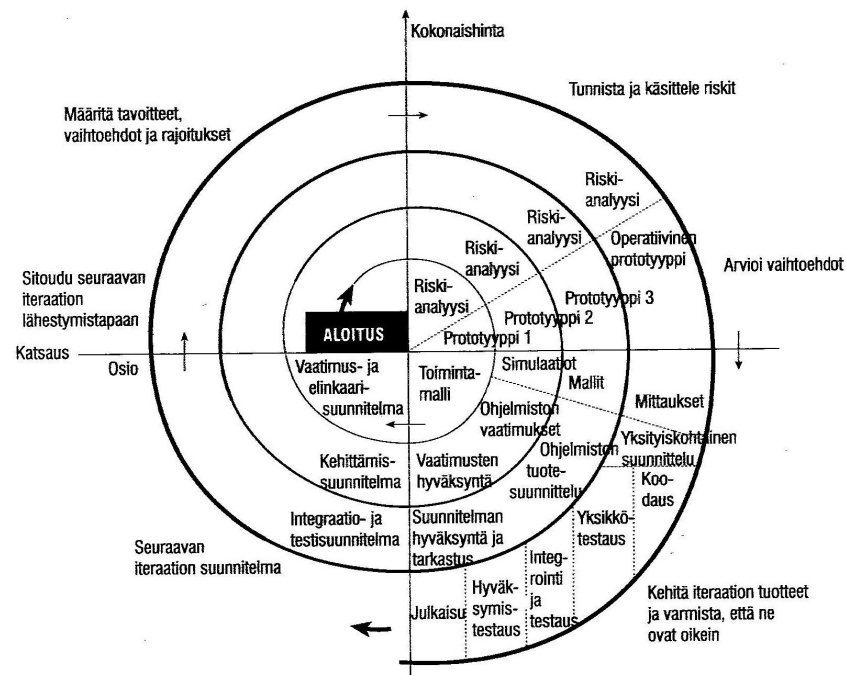 Kokonaishinta
Tunnista ja käsittele riskit
Määritä tavoitteet,
vaihtoehdot ja rajoitukset
Riski-
analyysi
Riski-
analyysi
Operatiivinen
prototyyppi
Arvioi vaihtoehdot
Riski-
analyysi
Sitoudu seuraavan
iteraation
lähestymistapaan
Riski-
analyysi
Prototyyppi 3
Prototyyppi 2
ALOITUS
Prototyyppi 1
Katsaus
Osio
Vaatimus- ja
elinkaari-
suunnitelma
Toiminta-
malli
Simulaatiot
Mallit
Mittaukset
Ohjelmiston
vaatimukset
Yksityiskohtainen
suunnittelu
Kehittämis-
suunnitelma
Vaatimusten
hyväksyntä
Ohjelmiston
tuote-
suunnittelu
Koo-
daus
Integraatio- ja
testisuunnitelma
Suunnitelman
hyväksyntä ja
tarkastus
Yksikkö-
testaus
Seuraavan
iteraation suunnitelma
Integ-
rointi
ja
testaus
Hyväk-
symis-
testaus
Julkaisu
Kehitä iteraation tuotteet
ja varmista, että ne
ovat oikein